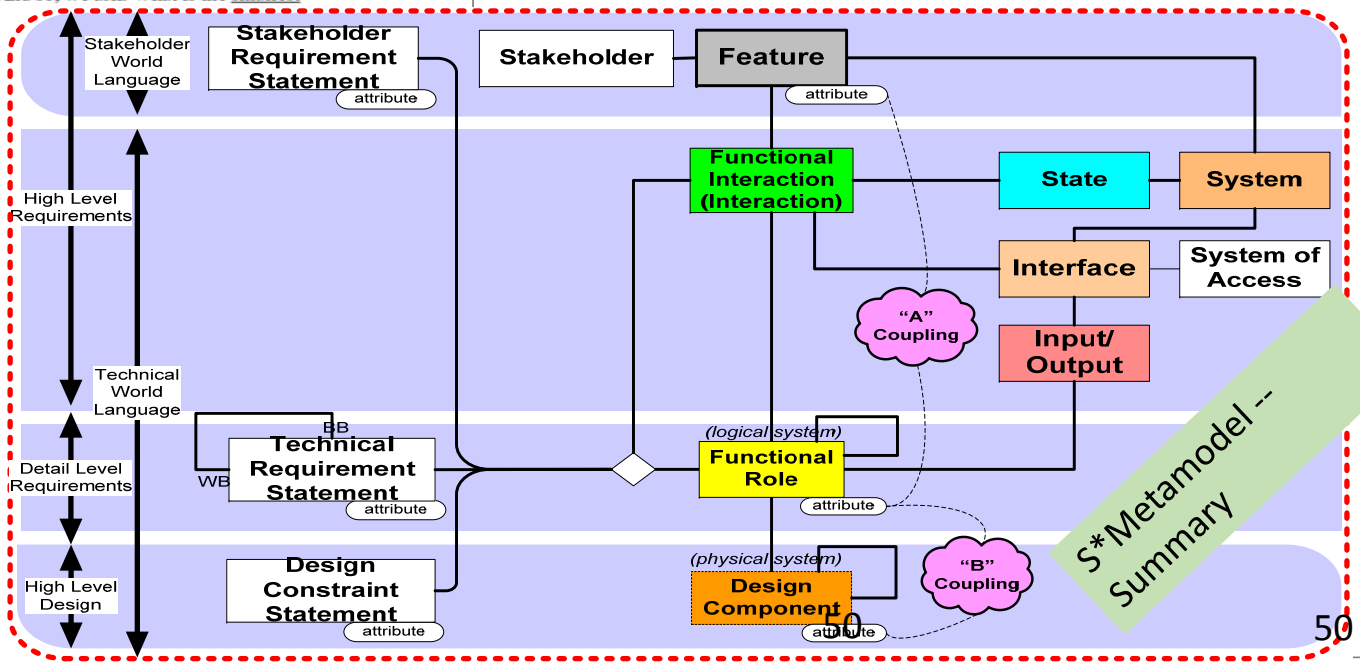 Stakeholder
World
Language
Stakeholder
Requirement
Statement
attribute
Stakeholder
Feature
attribute
High Level
Requirements
Functional
Interaction
(Interaction)
State
System
Interface
System of
Access
"A"
Coupling
Input/
Output
Technical
World
Language
Detail Level
Requirements
BB
WB
Technical
Requirement
Statement
attribute
(logical system)
Functional
Role
attribute
S*Metamodel --
Summary
High Level
Design
Design
Constraint
Statement
attribute
(physical system)
Design
Component
attribute
"B"
Coupling
50
50